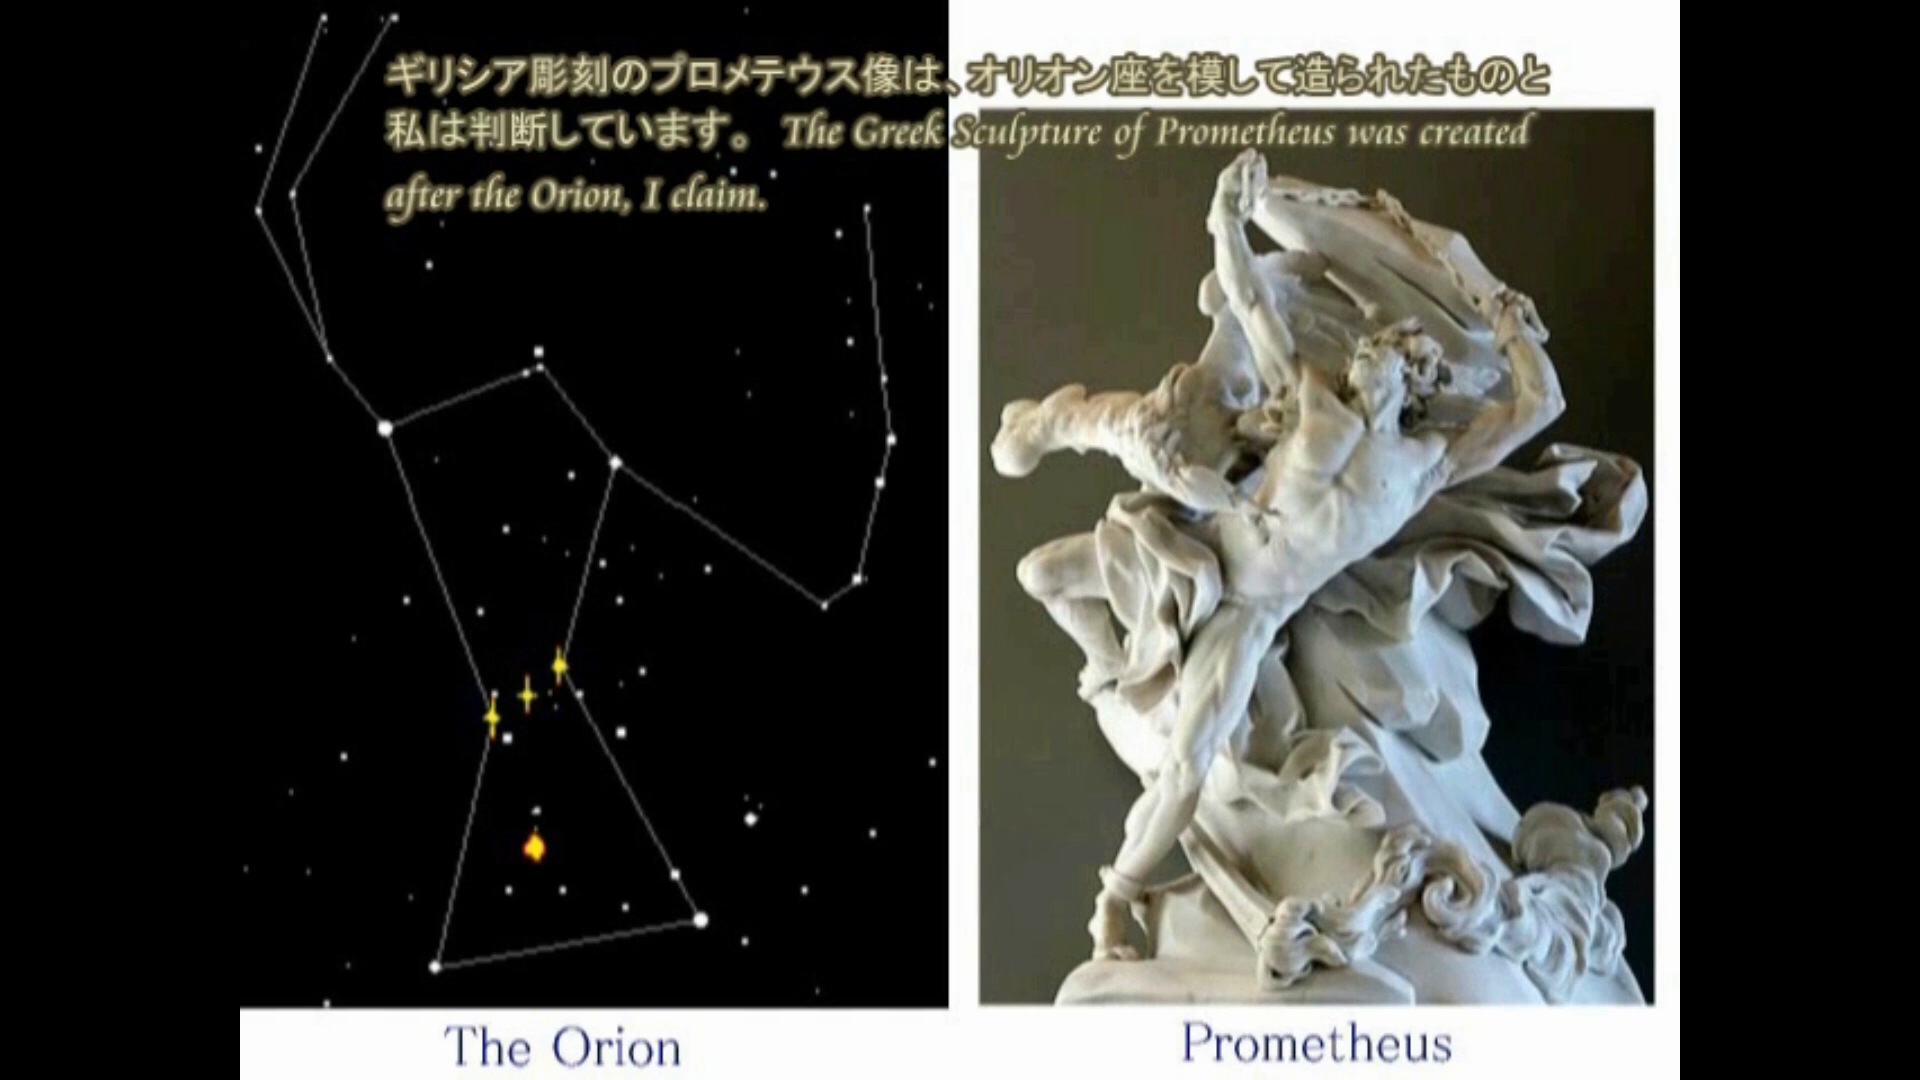 ギリシア彫刻のプロメテウス像は、オリオン座を模して造られたものと
私は判断しています。 The Greek Sculpture of Prometheus was created
after the Orion, I claim.
The Orion
Prometheus